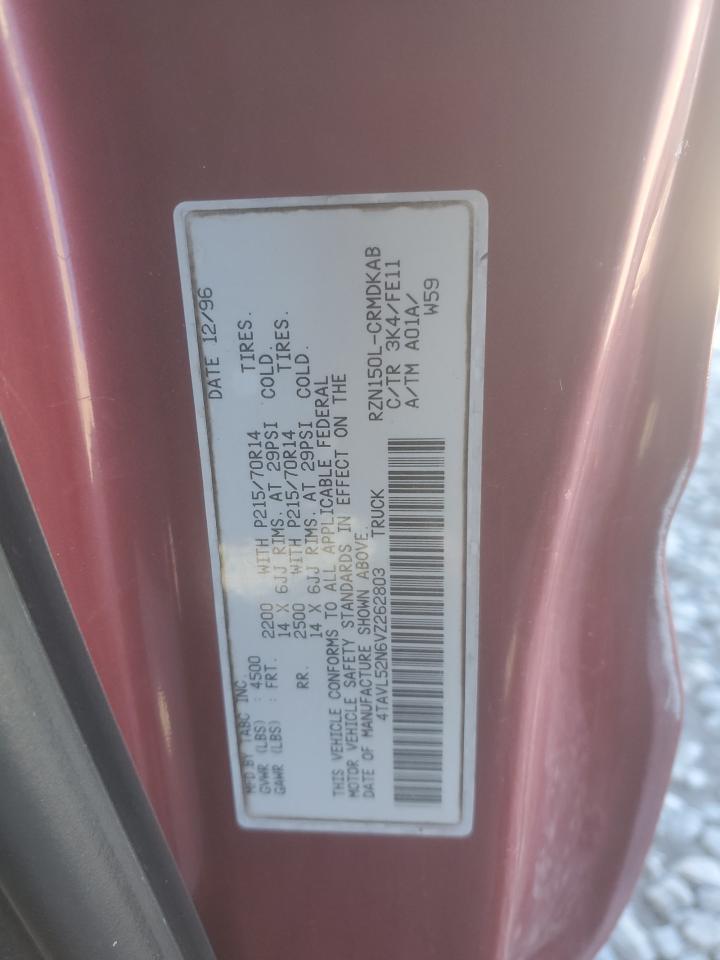 MFD BY TABC INC. DATE 12/96
GVWR (LBS) : 4500
GAWR (LBS) : FRT. 2200 WITH P215/70R14 TIRES.
14 X 6JJ RIMS. AT 29PSI COLD.
RR. 2500 WITH P215/70R14 TIRES.
14 X 6JJ RIMS. AT 29PSI COLD.
THIS VEHICLE CONFORMS TO ALL APPLICABLE FEDERAL
MOTOR VEHICLE SAFETY STANDARDS IN EFFECT ON THE
DATE OF MANUFACTURE SHOWN ABOVE.
4TAVL52N6VZ262803 TRUCK
RZN150L-CRMDKAB
C/TR 3K4/FE11
A/TM A01A/
W59